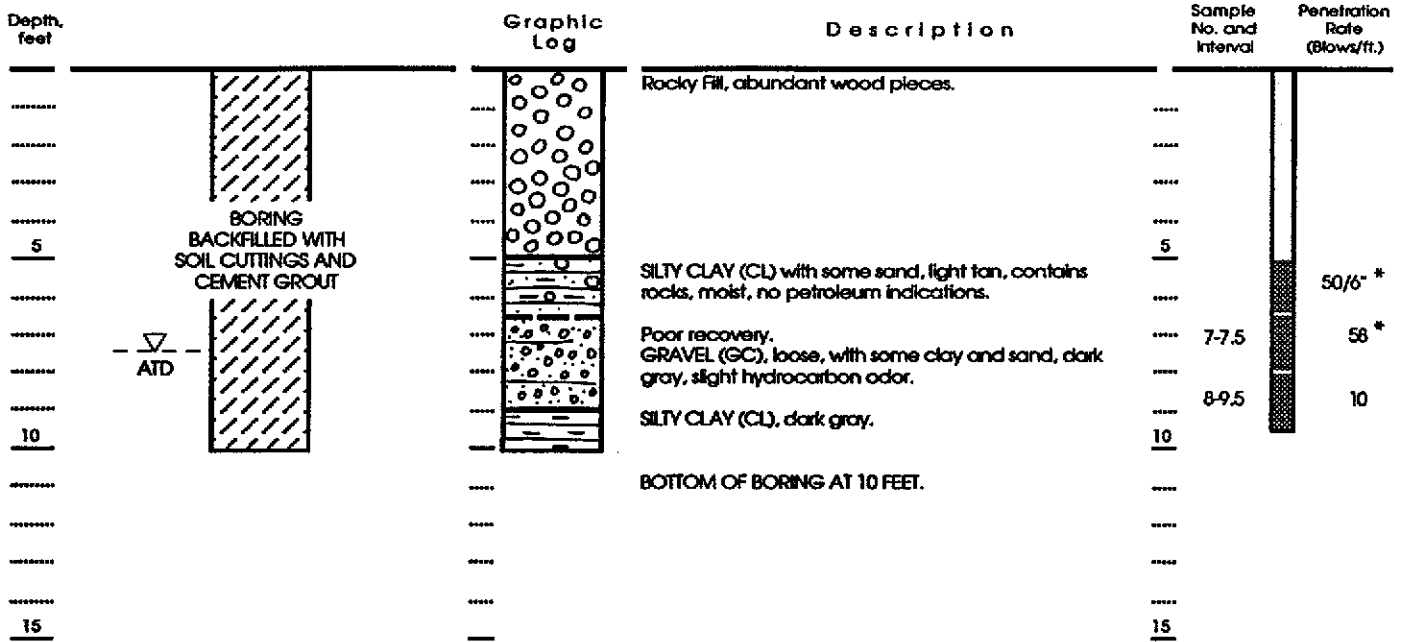 Depth, feet
Graphic Log
Description
Sample No. and Interval
Penetration Rate (Blows/ft.)
Rocky Fill, abundant wood pieces.
BORING
BACKFILLED WITH
SOIL CUTTINGS AND
CEMENT GROUT
5
5
SILTY CLAY (CL) with some sand, light tan, contains
rocks, moist, no petroleum indications.
50/6" *
Poor recovery.
7-7.5
58 *
GRAVEL (GC), loose, with some clay and sand, dark
gray, slight hydrocarbon odor.
ATD
8-9.5
10
SILTY CLAY (CL), dark gray.
10
10
BOTTOM OF BORING AT 10 FEET.
15
15